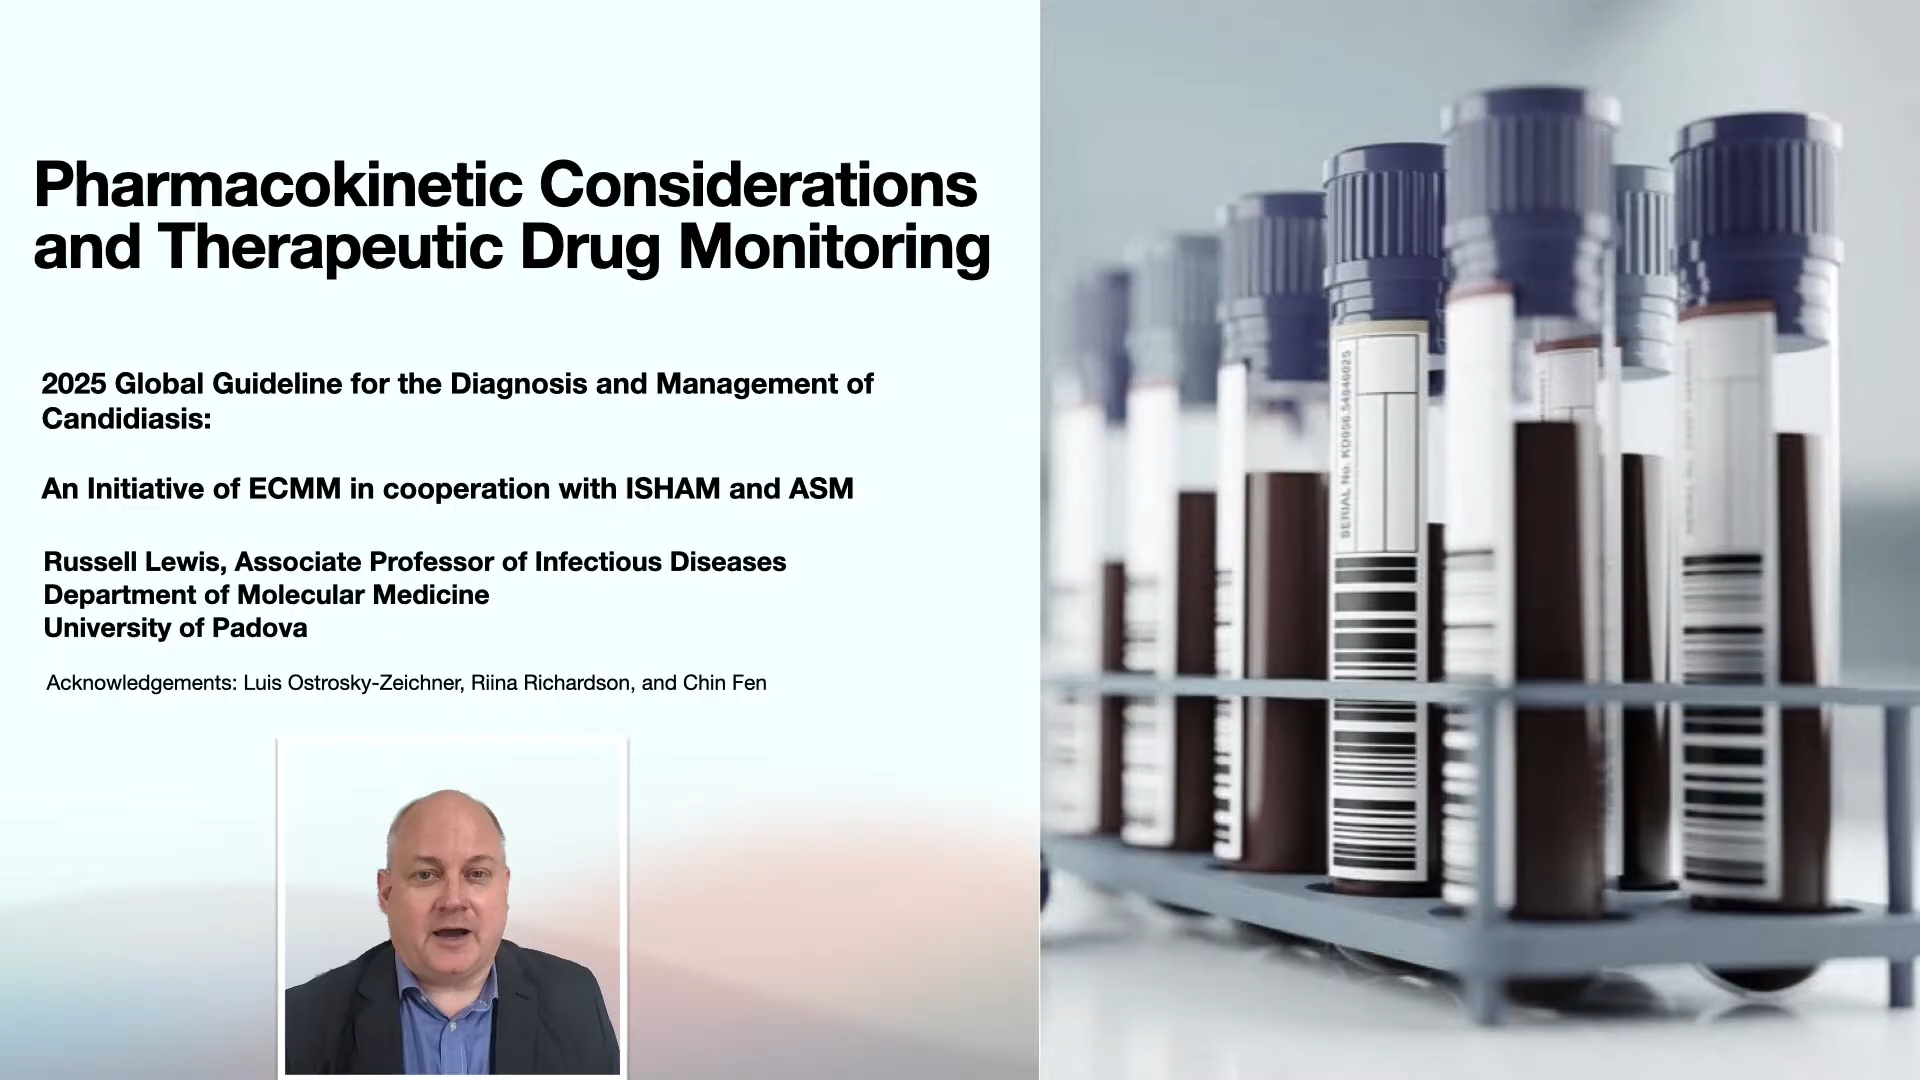 Pharmacokinetic Considerations
and Therapeutic Drug Monitoring
2025 Global Guideline for the Diagnosis and Management of
Candidiasis:
An Initiative of ECMM in cooperation with ISHAM and ASM
Russell Lewis, Associate Professor of Infectious Diseases
Department of Molecular Medicine
University of Padova
Acknowledgements: Luis Ostrosky-Zeichner, Riina Richardson, and Chin Fen
SERIAL No.